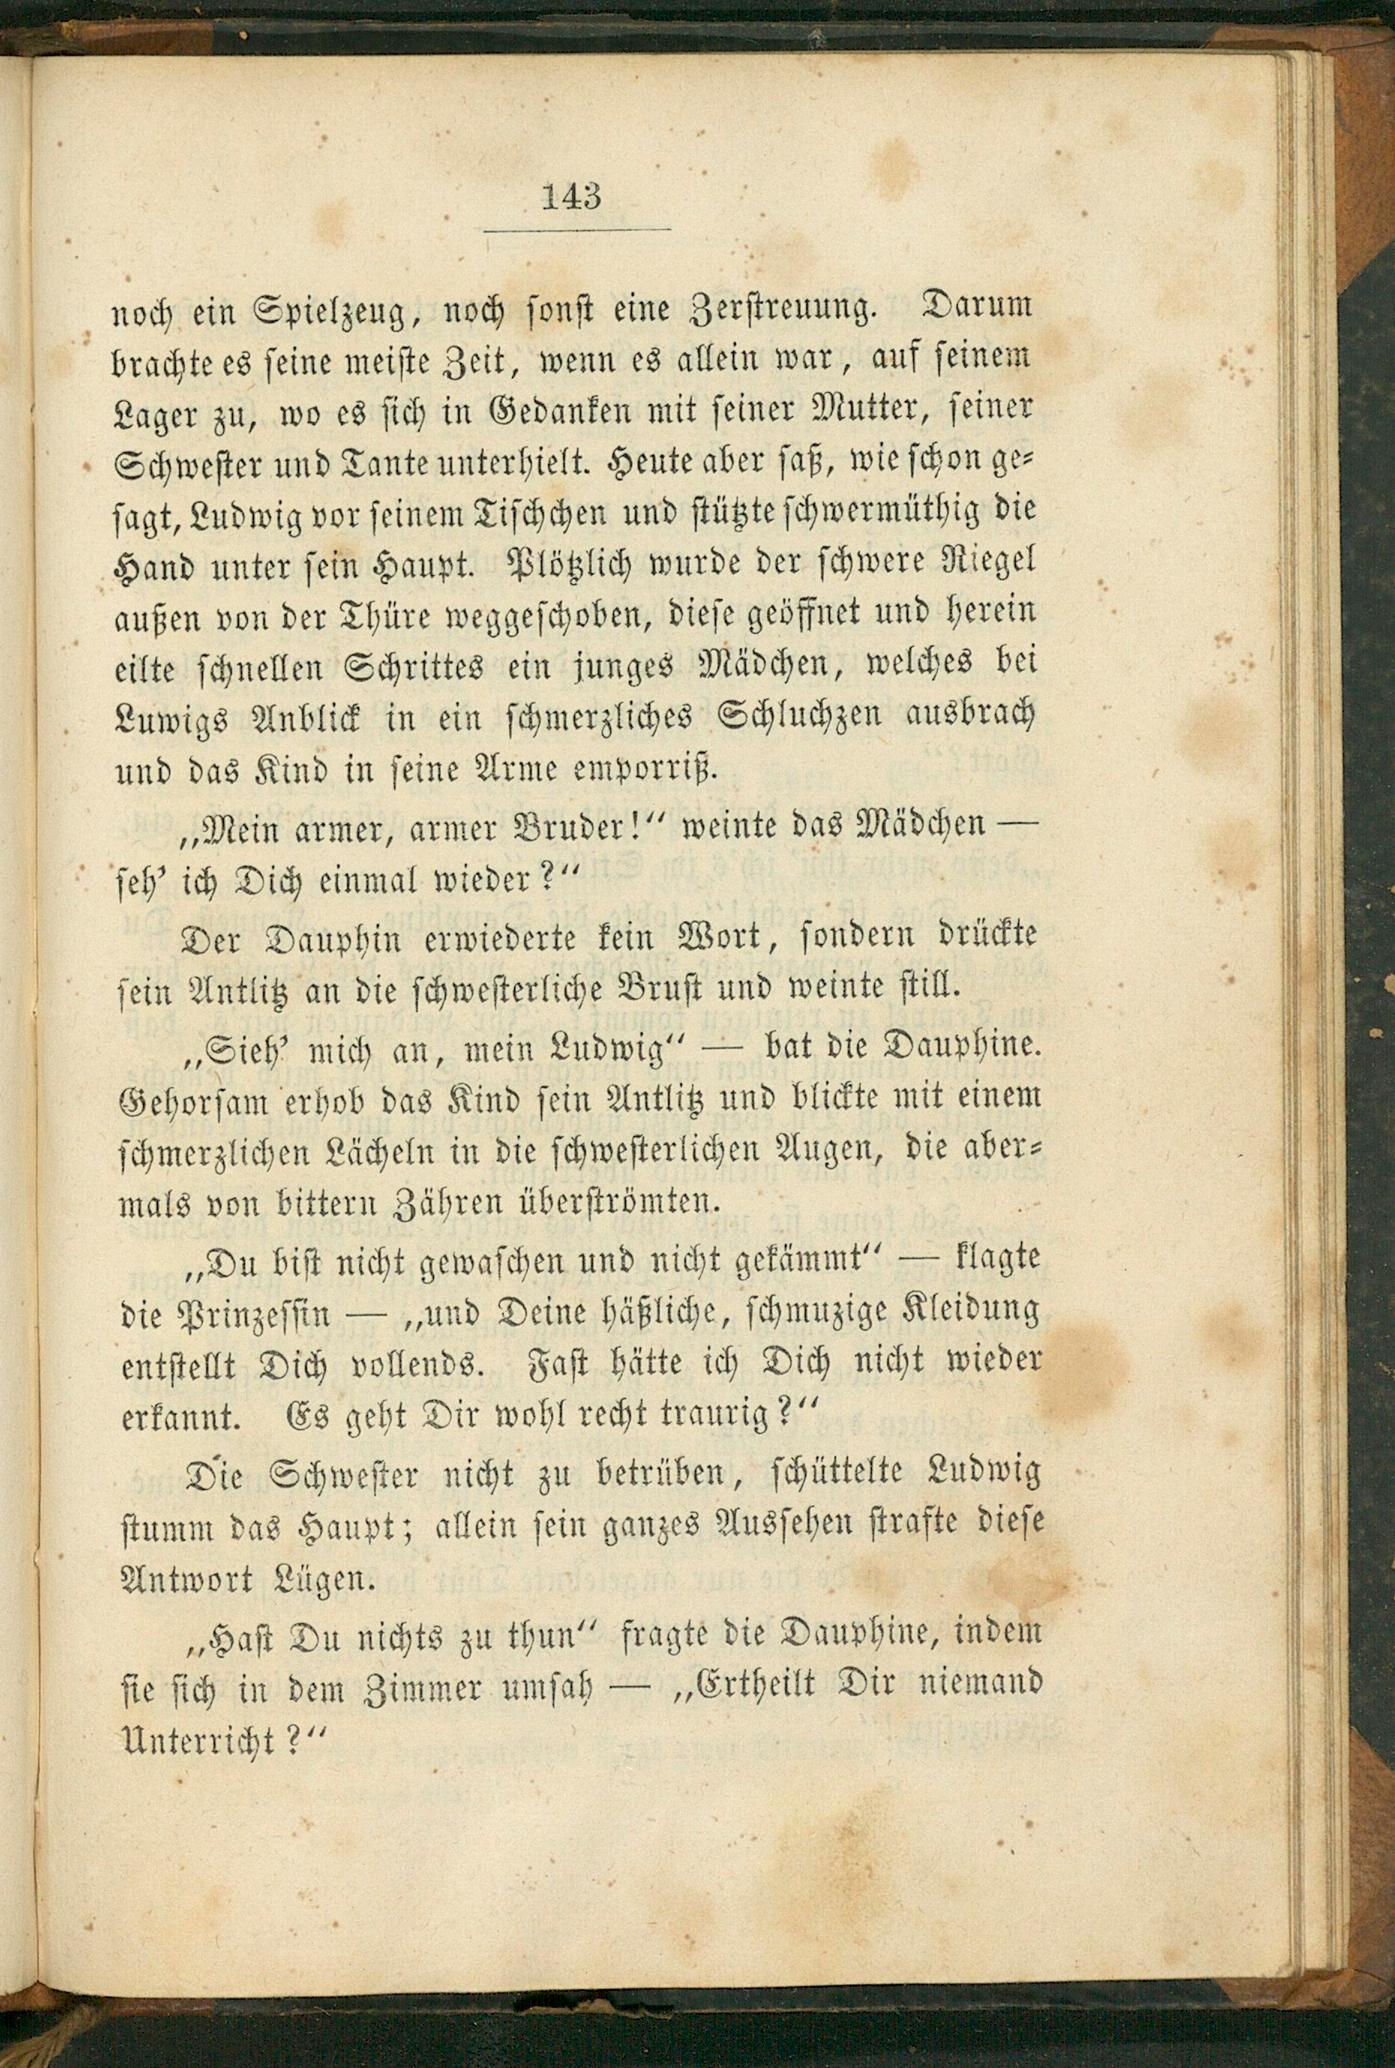 143
noch ein Spielzeug, noch sonst eine Zerstreuung. Darum
brachte es seine meiste Zeit, wenn es allein war, auf seinem
Lager zu, wo es sich in Gedanken mit seiner Mutter, seiner
Schwester und Tante unterhielt. Heute aber saß, wie schon ge-
sagt, Ludwig vor seinem Tischchen und stützte schwermüthig die
Hand unter sein Haupt. Plötzlich wurde der schwere Riegel
außen von der Thüre weggeschoben, diese geöffnet und herein
eilte schnellen Schrittes ein junges Mädchen, welches bei
Luwigs Anblick in ein schmerzliches Schluchzen ausbrach
und das Kind in seine Arme emporriß.
„Mein armer, armer Bruder!“ weinte das Mädchen —
seh’ ich Dich einmal wieder?“
Der Dauphin erwiederte kein Wort, sondern drückte
sein Antlitz an die schwesterliche Brust und weinte still.
„Sieh’ mich an, mein Ludwig“ — bat die Dauphine.
Gehorsam erhob das Kind sein Antlitz und blickte mit einem
schmerzlichen Lächeln in die schwesterlichen Augen, die aber-
mals von bittern Zähren überströmten.
„Du bist nicht gewaschen und nicht gekämmt“ — klagte
die Prinzessin — „und Deine häßliche, schmuzige Kleidung
entstellt Dich vollends. Fast hätte ich Dich nicht wieder
erkannt. Es geht Dir wohl recht traurig?“
Die Schwester nicht zu betrüben, schüttelte Ludwig
stumm das Haupt; allein sein ganzes Aussehen strafte diese
Antwort Lügen.
„Hast Du nichts zu thun“ fragte die Dauphine, indem
sie sich in dem Zimmer umsah — „Ertheilt Dir niemand
Unterricht?“